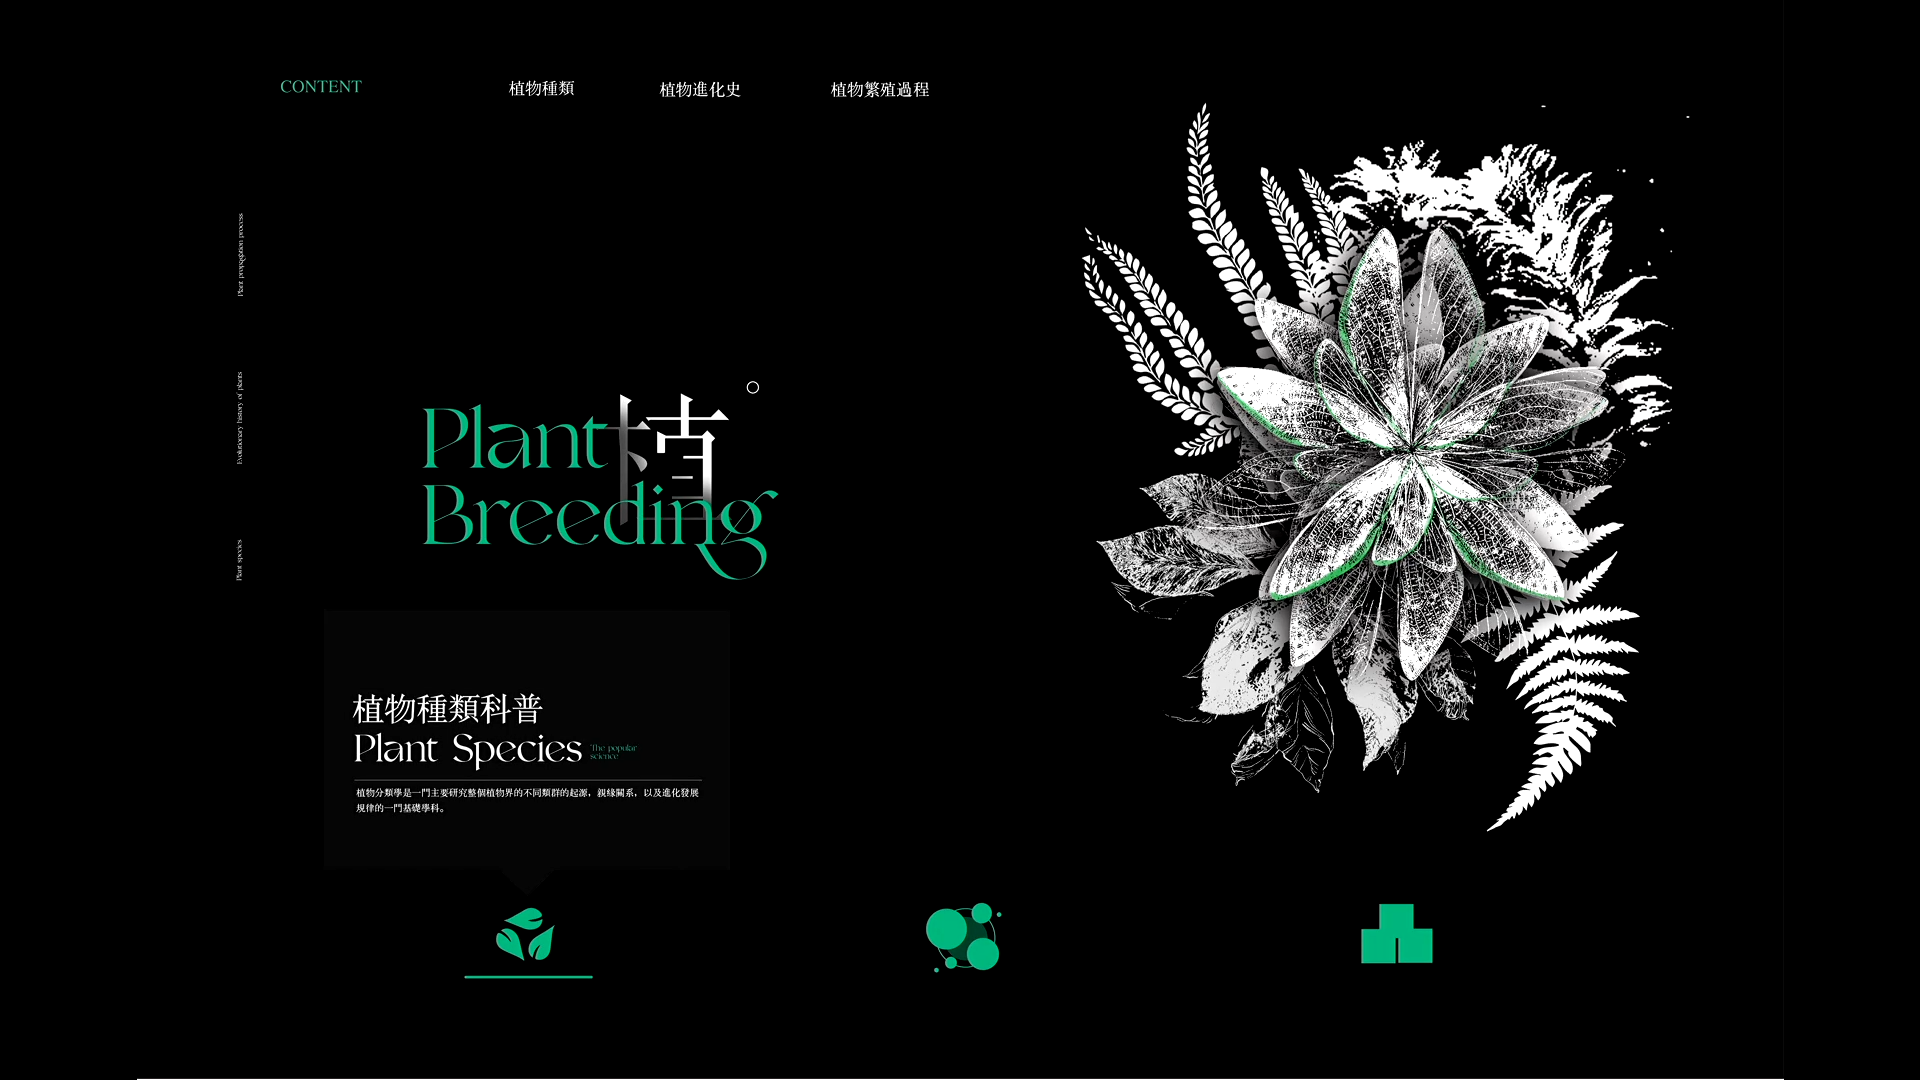 CONTENT
植物種類
植物進化史
植物繁殖過程
Plant propagation process
Evolutionary history of plants
Plant species
Plant
植
Breeding
植物種類科普
Plant Species
The popular
science
植物分類學是一門主要研究整個植物界的不同類群的起源，親緣關系，以及進化發展
規律的一門基礎學科。